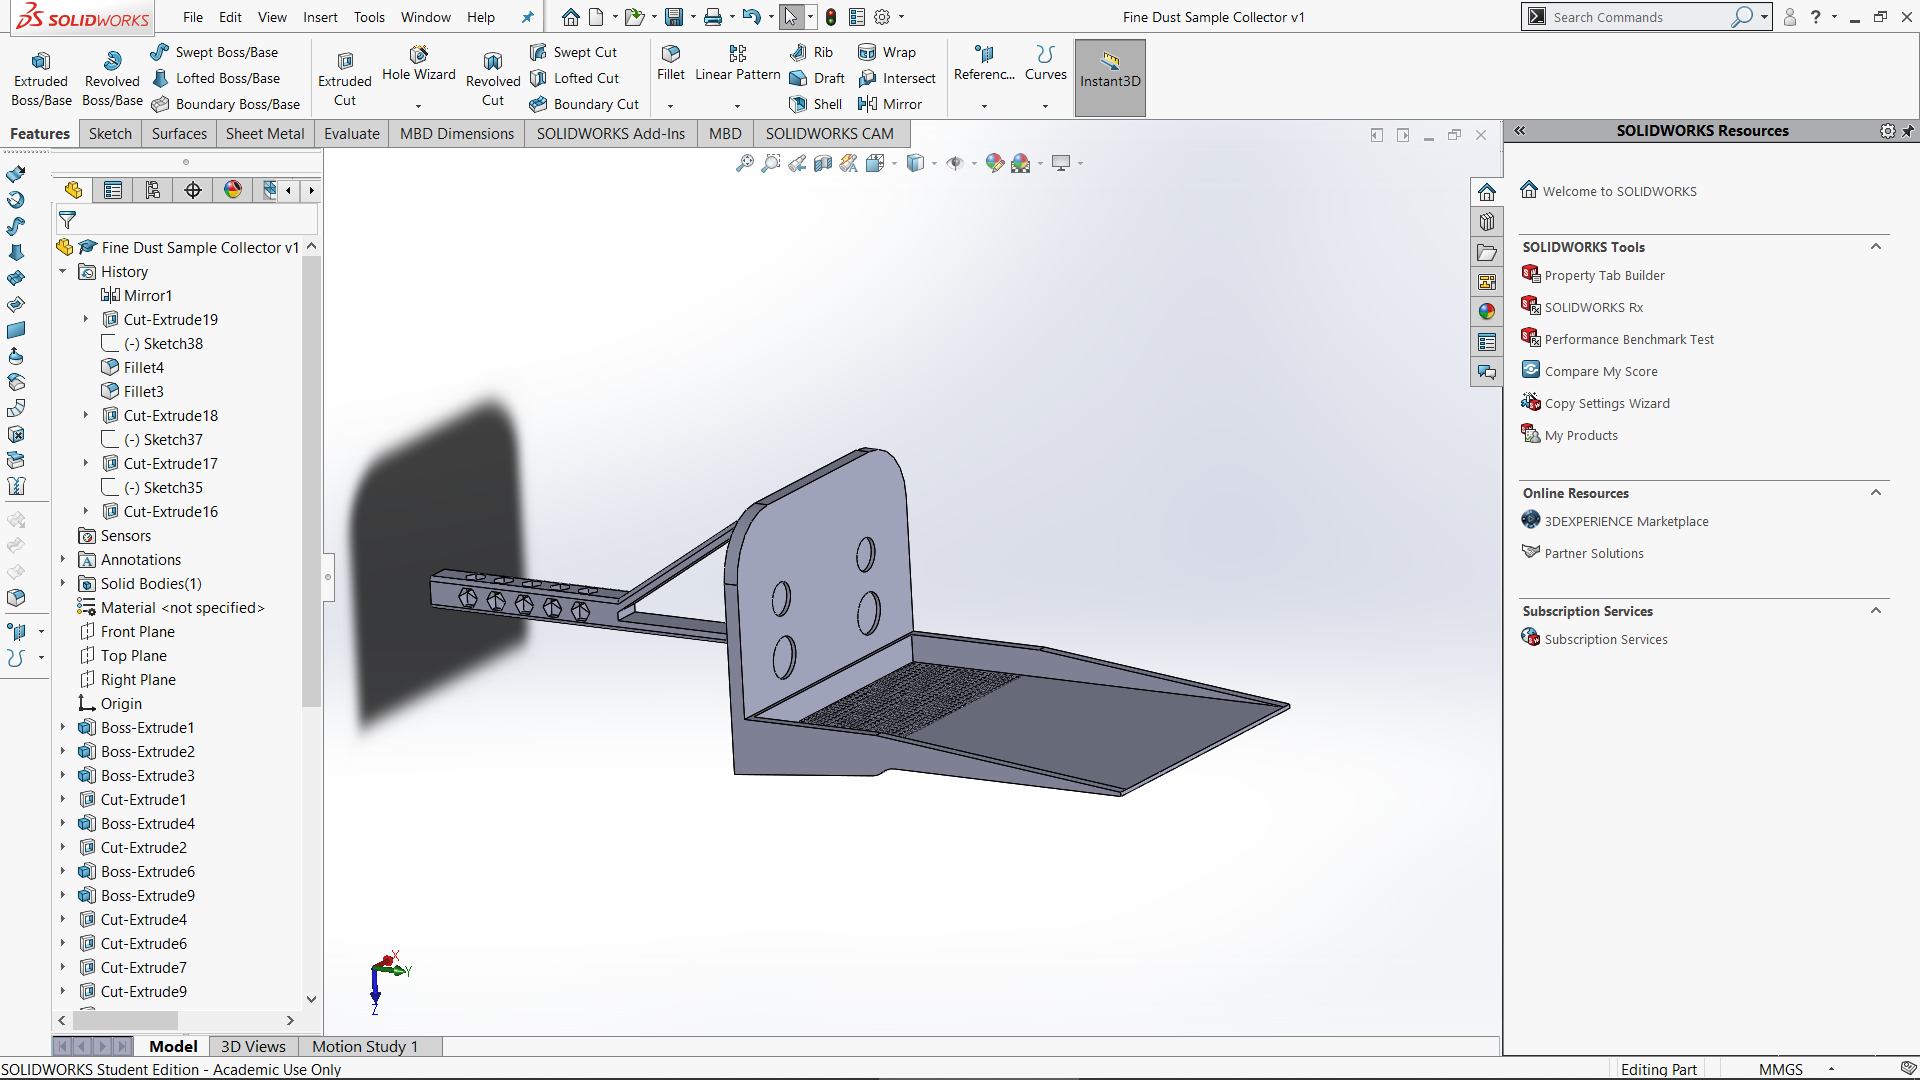 SOLIDWORKS File Edit View Insert Tools Window Help Fine Dust Sample Collector v1 Search Commands ?
Extruded Boss/Base
Revolved Boss/Base
Swept Boss/Base
Lofted Boss/Base
Boundary Boss/Base
Extruded Cut
Hole Wizard
Revolved Cut
Swept Cut
Lofted Cut
Boundary Cut
Fillet
Linear Pattern
Rib
Draft
Shell
Wrap
Intersect
Mirror
Referenc...
Curves
Instant3D
Features Sketch Surfaces Sheet Metal Evaluate MBD Dimensions SOLIDWORKS Add-Ins MBD SOLIDWORKS CAM
Fine Dust Sample Collector v1
History
Mirror1
Cut-Extrude19
(-) Sketch38
Fillet4
Fillet3
Cut-Extrude18
(-) Sketch37
Cut-Extrude17
(-) Sketch35
Cut-Extrude16
Sensors
Annotations
Solid Bodies(1)
Material <not specified>
Front Plane
Top Plane
Right Plane
Origin
Boss-Extrude1
Boss-Extrude2
Boss-Extrude3
Cut-Extrude1
Boss-Extrude4
Cut-Extrude2
Boss-Extrude6
Boss-Extrude9
Cut-Extrude4
Cut-Extrude6
Cut-Extrude7
Cut-Extrude9
X
Y
Z
SOLIDWORKS Resources
Welcome to SOLIDWORKS
SOLIDWORKS Tools
Property Tab Builder
SOLIDWORKS Rx
Performance Benchmark Test
Compare My Score
Copy Settings Wizard
My Products
Online Resources
3DEXPERIENCE Marketplace
Partner Solutions
Subscription Services
Subscription Services
Model 3D Views Motion Study 1
SOLIDWORKS Student Edition - Academic Use Only Editing Part MMGS